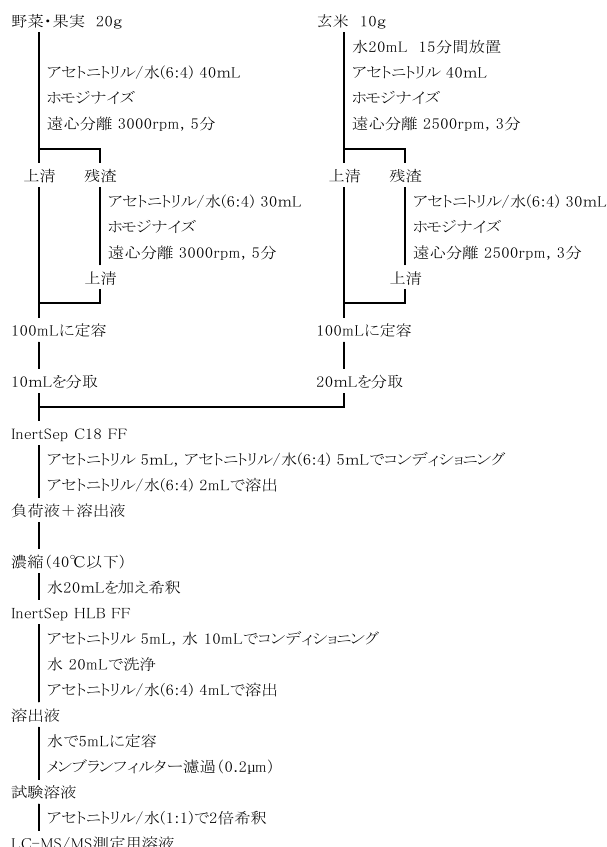 野菜・果実 20g
アセトニトリル/水(6:4) 40mL
ホモジナイズ
遠心分離 3000rpm, 5分
上清 残渣
アセトニトリル/水(6:4) 30mL
ホモジナイズ
遠心分離 3000rpm, 5分
上清
100mLに定容
10mLを分取
玄米 10g
水20mL 15分間放置
アセトニトリル 40mL
ホモジナイズ
遠心分離 2500rpm, 3分
上清 残渣
アセトニトリル/水(6:4) 30mL
ホモジナイズ
遠心分離 2500rpm, 3分
上清
100mLに定容
20mLを分取
InertSep C18 FF
アセトニトリル 5mL, アセトニトリル/水(6:4) 5mLでコンディショニング
アセトニトリル/水(6:4) 2mLで溶出
負荷液＋溶出液
濃縮(40℃以下)
水20mLを加え希釈
InertSep HLB FF
アセトニトリル 5mL, 水 10mLでコンディショニング
水 20mLで洗浄
アセトニトリル/水(6:4) 4mLで溶出
溶出液
水で5mLに定容
メンブランフィルター濾過(0.2μm)
試験溶液
アセトニトリル/水(1:1)で2倍希釈
LC-MS/MS測定用溶液